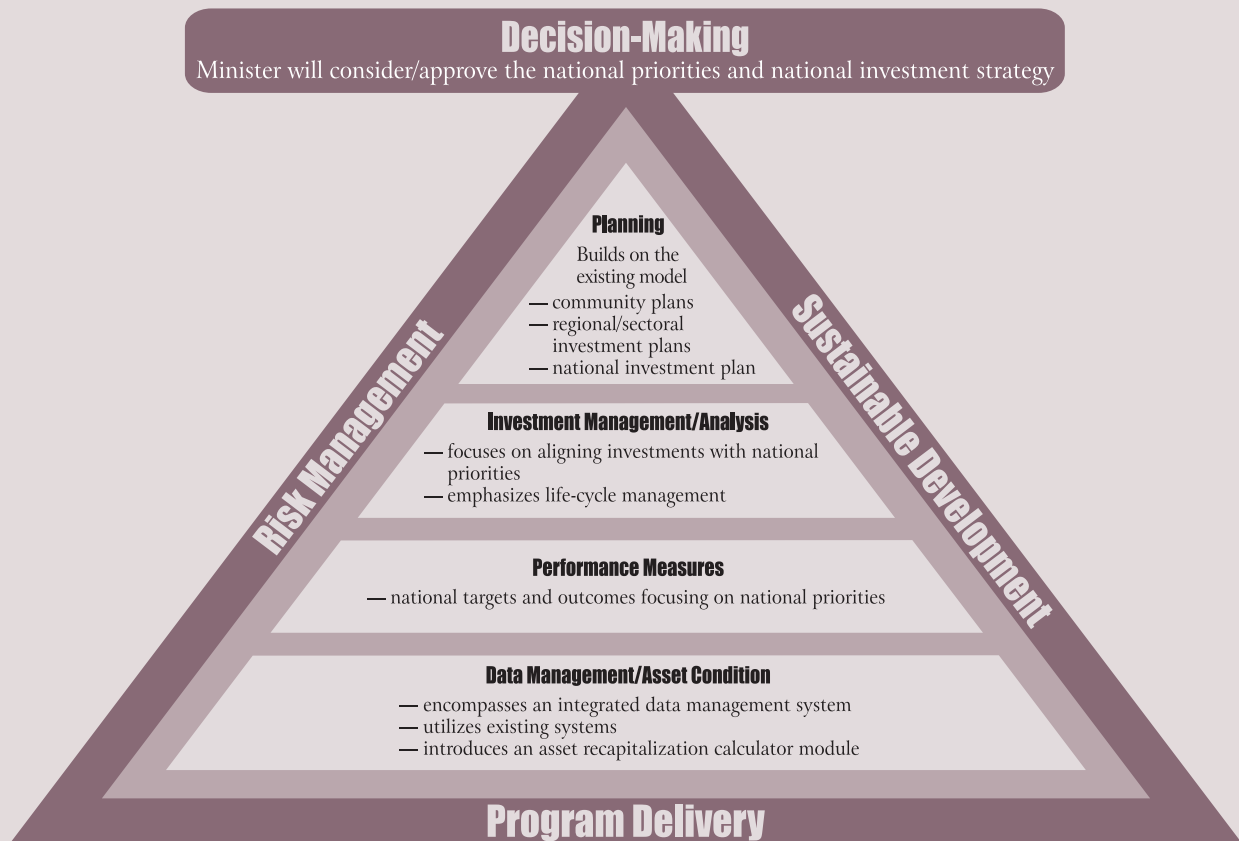 Decision-Making
Minister will consider/approve the national priorities and national investment strategy
Planning
Builds on the
existing model
— community plans
— regional/sectoral
investment plans
— national investment plan
Risk Management
Sustainable Development
Investment Management/Analysis
— focuses on aligning investments with national
priorities
— emphasizes life-cycle management
Performance Measures
— national targets and outcomes focusing on national priorities
Data Management/Asset Condition
— encompasses an integrated data management system
— utilizes existing systems
— introduces an asset recapitalization calculator module
Program Delivery